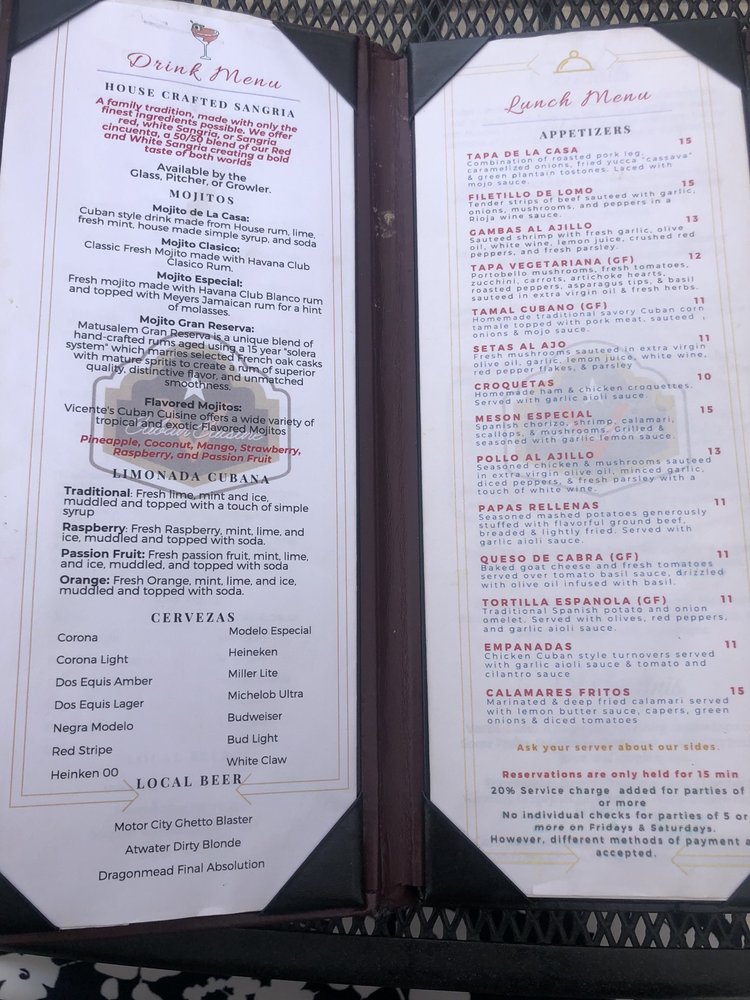 Drink Menu
HOUSE CRAFTED SANGRIA
A family tradition, made with only the
finest ingredients possible. We offer
red, white Sangria, or Sangria
cincuenta, a 50/50 blend of our Red
and White Sangria creating a bold
taste of both worlds
Available by the
Glass, Pitcher, or Growler.
MOJITOS
Mojito de La Casa:
Cuban style drink made from House rum, lime,
fresh mint, house made simple syrup, and soda
Mojito Clasico:
Classic Fresh Mojito made with Havana Club
Clasico Rum.
Mojito Especial:
Fresh mojito made with Havana Club Blanco rum
and topped with Meyers Jamaican rum for a hint
of molasses.
Mojito Gran Reserva:
Matusalem Gran Reserva is a unique blend of
hand-crafted rums aged using a 15 year "solera
system" which marries selected French oak casks
with mature spritis to create a rum of superior
quality, distinctive flavor, and unmatched
smoothness.
Flavored Mojitos:
Vicente's Cuban Cuisine offers a wide variety of
tropical and exotic Flavored Mojitos
Pineapple, Coconut, Mango, Strawberry,
Raspberry, and Passion Fruit
Cuban Cuisine
LIMONADA CUBANA
Traditional: Fresh lime, mint and ice,
muddled and topped with a touch of simple
syrup
Raspberry: Fresh Raspberry, mint, lime, and
ice, muddled and topped with soda.
Passion Fruit: Fresh passion fruit, mint, lime,
and ice, muddled, and topped with soda
Orange: Fresh Orange, mint, lime, and ice,
muddled and topped with soda.
CERVEZAS
Corona
Corona Light
Dos Equis Amber
Dos Equis Lager
Negra Modelo
Red Stripe
Heinken 00
Modelo Especial
Heineken
Miller Lite
Michelob Ultra
Budweiser
Bud Light
White Claw
LOCAL BEER
Motor City Ghetto Blaster
Atwater Dirty Blonde
Dragonmead Final Absolution
Lunch Menu
APPETIZERS
TAPA DE LA CASA 15
Combination of roasted pork leg,
caramelized onions, fried yucca "cassava"
& green plantain tostones. Laced with
mojo sauce.
FILETILLO DE LOMO 15
Tender strips of beef sauteed with garlic,
onions, mushrooms, and peppers in a
Rioja wine sauce.
GAMBAS AL AJILLO 13
Sauteed shrimp with fresh garlic, olive
oil, white wine, lemon juice, crushed red
peppers, and fresh parsley.
TAPA VEGETARIANA (GF) 12
Portobello mushrooms, fresh tomatoes,
zucchini, carrots, artichoke hearts,
roasted peppers, asparagus tips, & basil
sauteed in extra virgin oil & fresh herbs.
TAMAL CUBANO (GF) 11
Homemade traditional savory Cuban corn
tamale topped with pork meat, sauteed
onions & mojo sauce.
SETAS AL AJO 11
Fresh mushrooms sauteed in extra virgin
olive oil, garlic, lemon juice, white wine,
red pepper flakes, & parsley
CROQUETAS 10
Homemade ham & chicken croquettes.
Served with garlic aioli sauce.
MESON ESPECIAL 15
Spanish chorizo, shrimp, calamari,
scallops, & mushrooms. Grilled &
seasoned with garlic lemon sauce.
POLLO AL AJILLO 13
Seasoned chicken & mushrooms sauteed
in extra virgin olive oil, minced garlic,
diced peppers, & fresh parsley with a
touch of white wine.
PAPAS RELLENAS 11
Seasoned mashed potatoes generously
stuffed with flavorful ground beef,
breaded & lightly fried. Served with
garlic aioli sauce.
QUESO DE CABRA (GF) 11
Baked goat cheese and fresh tomatoes
served over tomato basil sauce, drizzled
with olive oil infused with basil.
TORTILLA ESPANOLA (GF) 11
Traditional Spanish potato and onion
omelet. Served with olives, red peppers,
and garlic aioli sauce.
EMPANADAS 11
Chicken Cuban style turnovers served
with garlic aioli sauce & tomato and
cilantro sauce
CALAMARES FRITOS 15
Marinated & deep fried calamari served
with lemon butter sauce, capers, green
onions & diced tomatoes
Ask your server about our sides.
Reservations are only held for 15 min
20% Service charge added for parties of
or more
No individual checks for parties of 5 or
more on Fridays & Saturdays.
However, different methods of payment a
accepted.